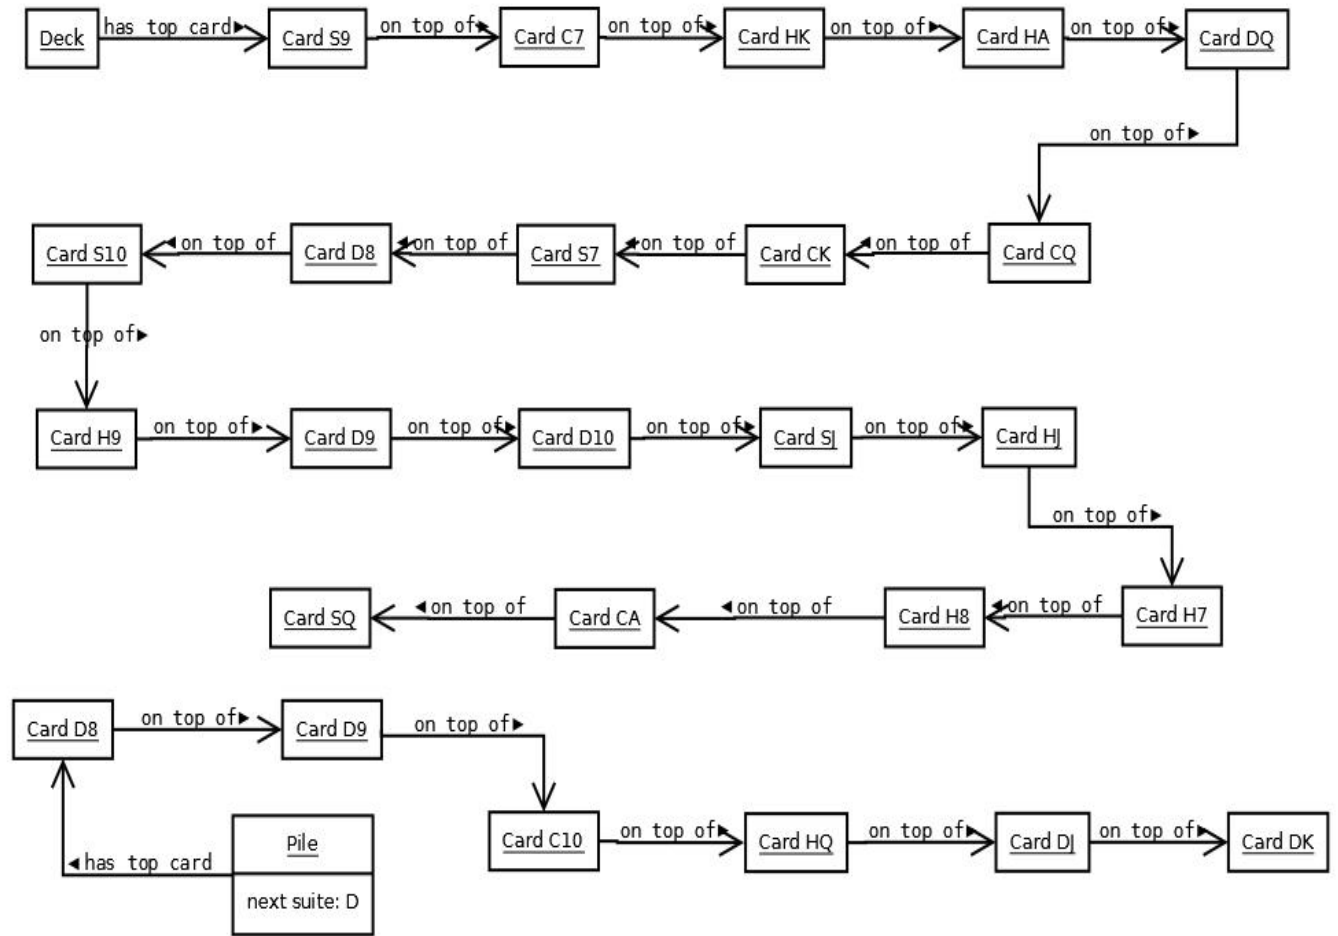 Deck has top card▶ Card S9 on top of▶ Card C7 on top of▶ Card HK on top of▶ Card HA on top of▶ Card DQ
on top of▶
Card S10 ◀on top of Card D8 ◀on top of Card S7 ◀on top of Card CK ◀on top of Card CQ
on top of▶
Card H9 on top of▶ Card D9 on top of▶ Card D10 on top of▶ Card SJ on top of▶ Card HJ
on top of▶
Card SQ ◀on top of Card CA ◀on top of Card H8 ◀on top of Card H7
Card D8 on top of▶ Card D9 on top of▶
Card C10 on top of▶ Card HQ on top of▶ Card DJ on top of▶ Card DK
Pile
◀has top card
next suite: D